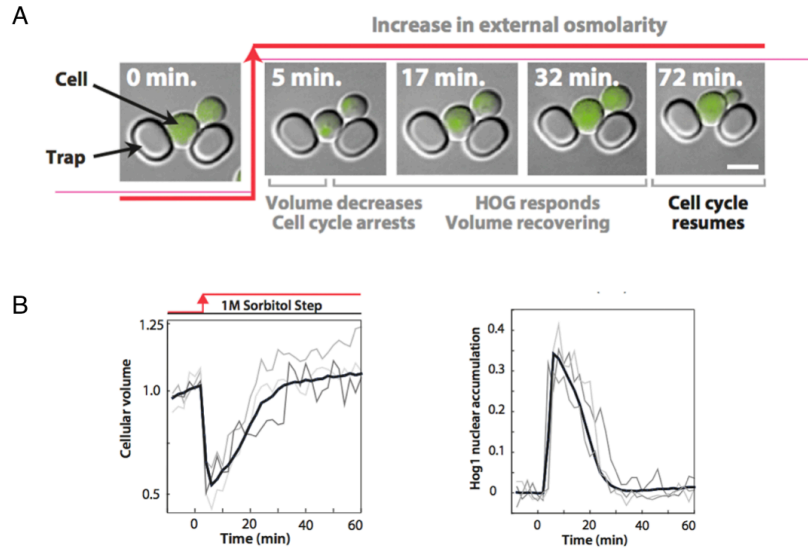 A
Increase in external osmolarity
Cell
Trap
0 min.
5 min.
17 min.
32 min.
72 min.
Volume decreases
Cell cycle arrests
HOG responds
Volume recovering
Cell cycle
resumes
B
1M Sorbitol Step
Cellular volume
1.25
1.0
0.5
0
20
40
60
Time (min)
Hog1 nuclear accumulation
0.4
0.3
0.2
0.1
0
0
20
40
60
Time (min)